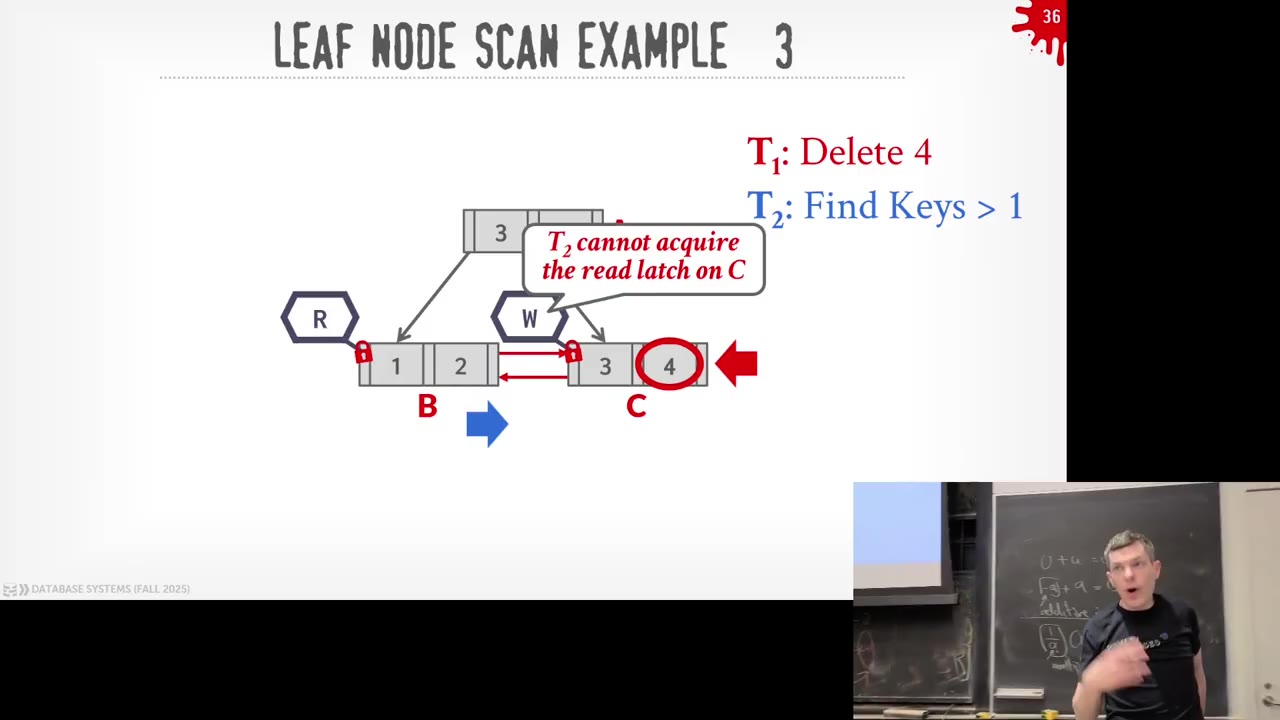 36
LEAF NODE SCAN EXAMPLE 3
T1: Delete 4
T2: Find Keys > 1
3
T2 cannot acquire
the read latch on C
R
W
1 2
3 4
B
C
DATABASE SYSTEMS (FALL 2025)